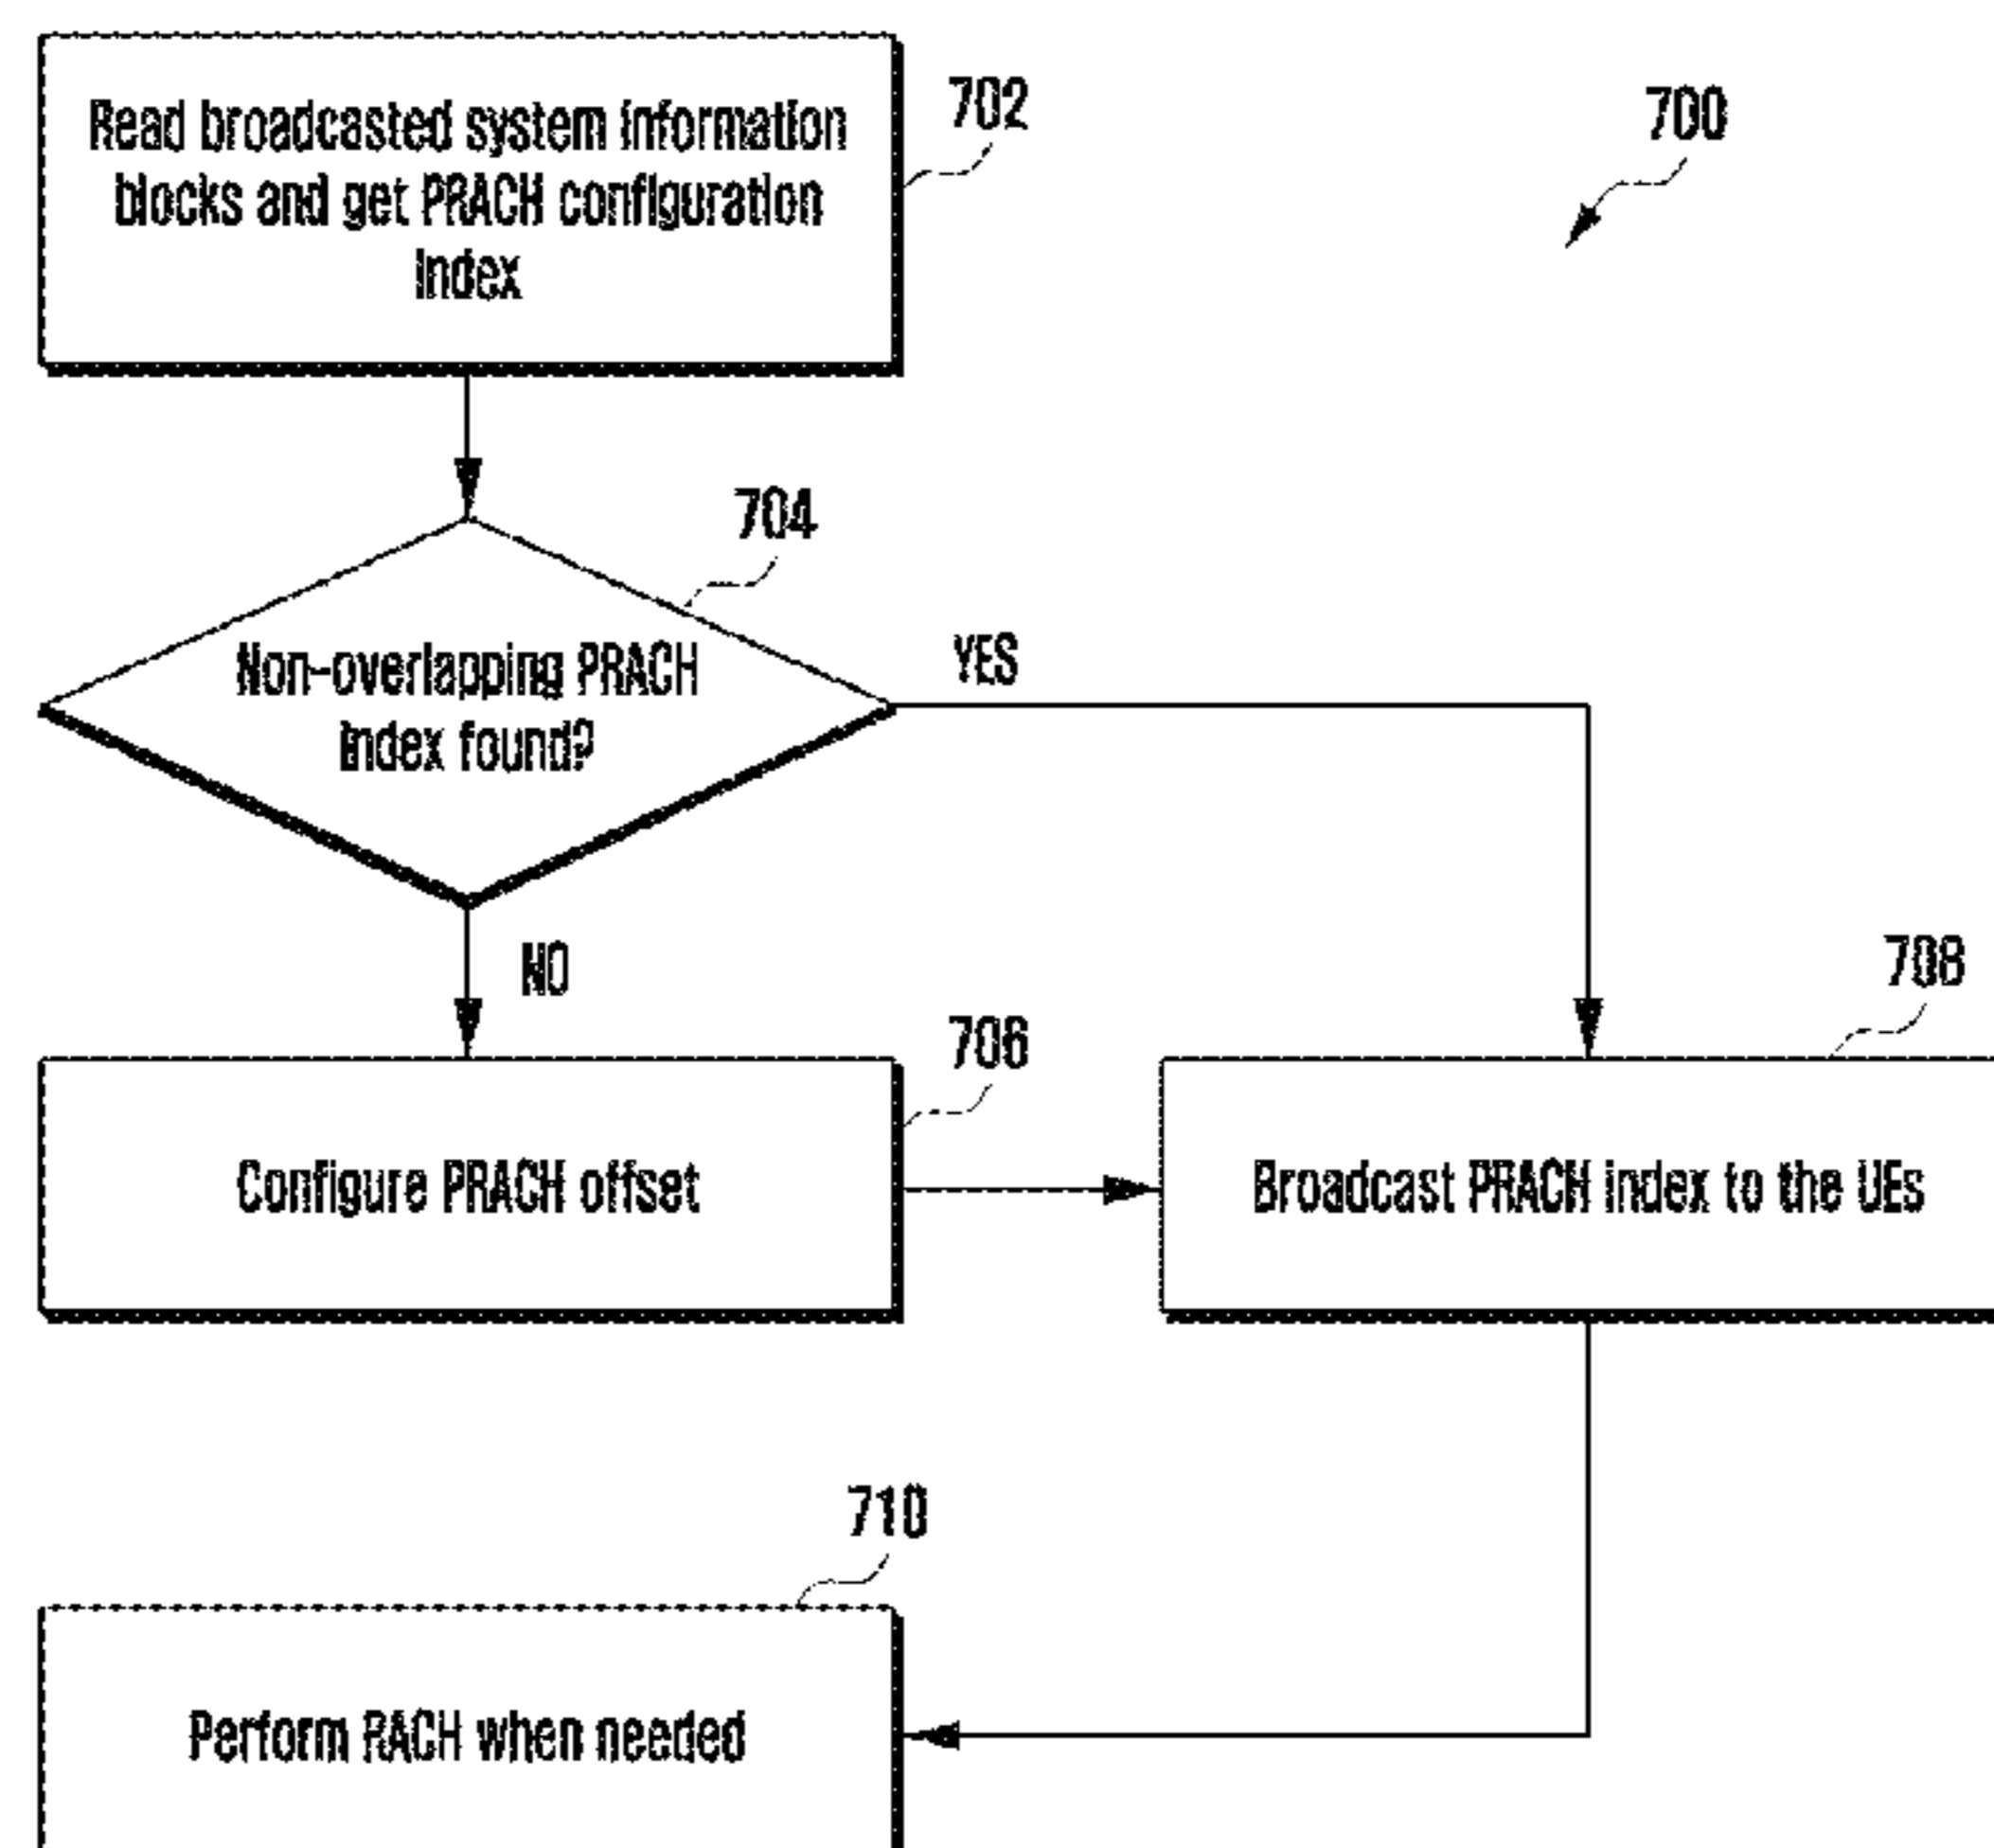 Read broadcasted system information
blocks and get PRACH configuration
index
702
700
704
Non-overlapping PRACH
index found?
YES
NO
706
708
Configure PRACH offset
Broadcast PRACH index to the UEs
710
Perform RACH when needed